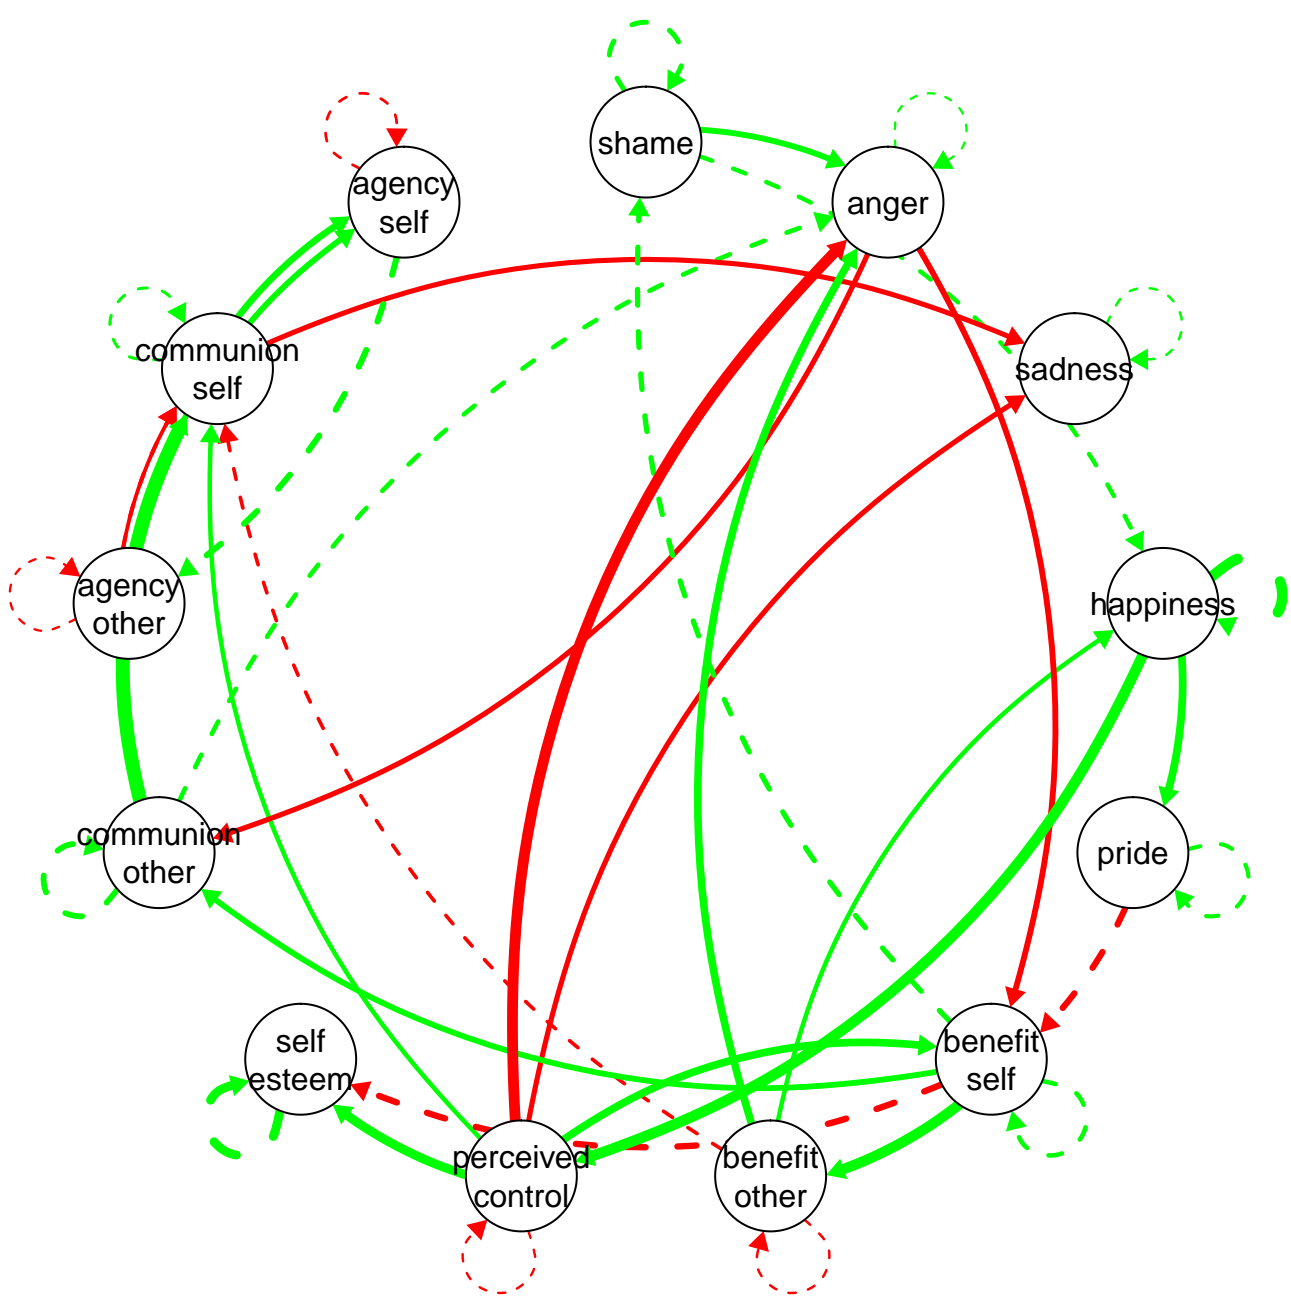 shame
agency
self
anger
communion
self
sadness
agency
other
happiness
communion
other
pride
self
esteem
benefit
self
perceived
control
benefit
other